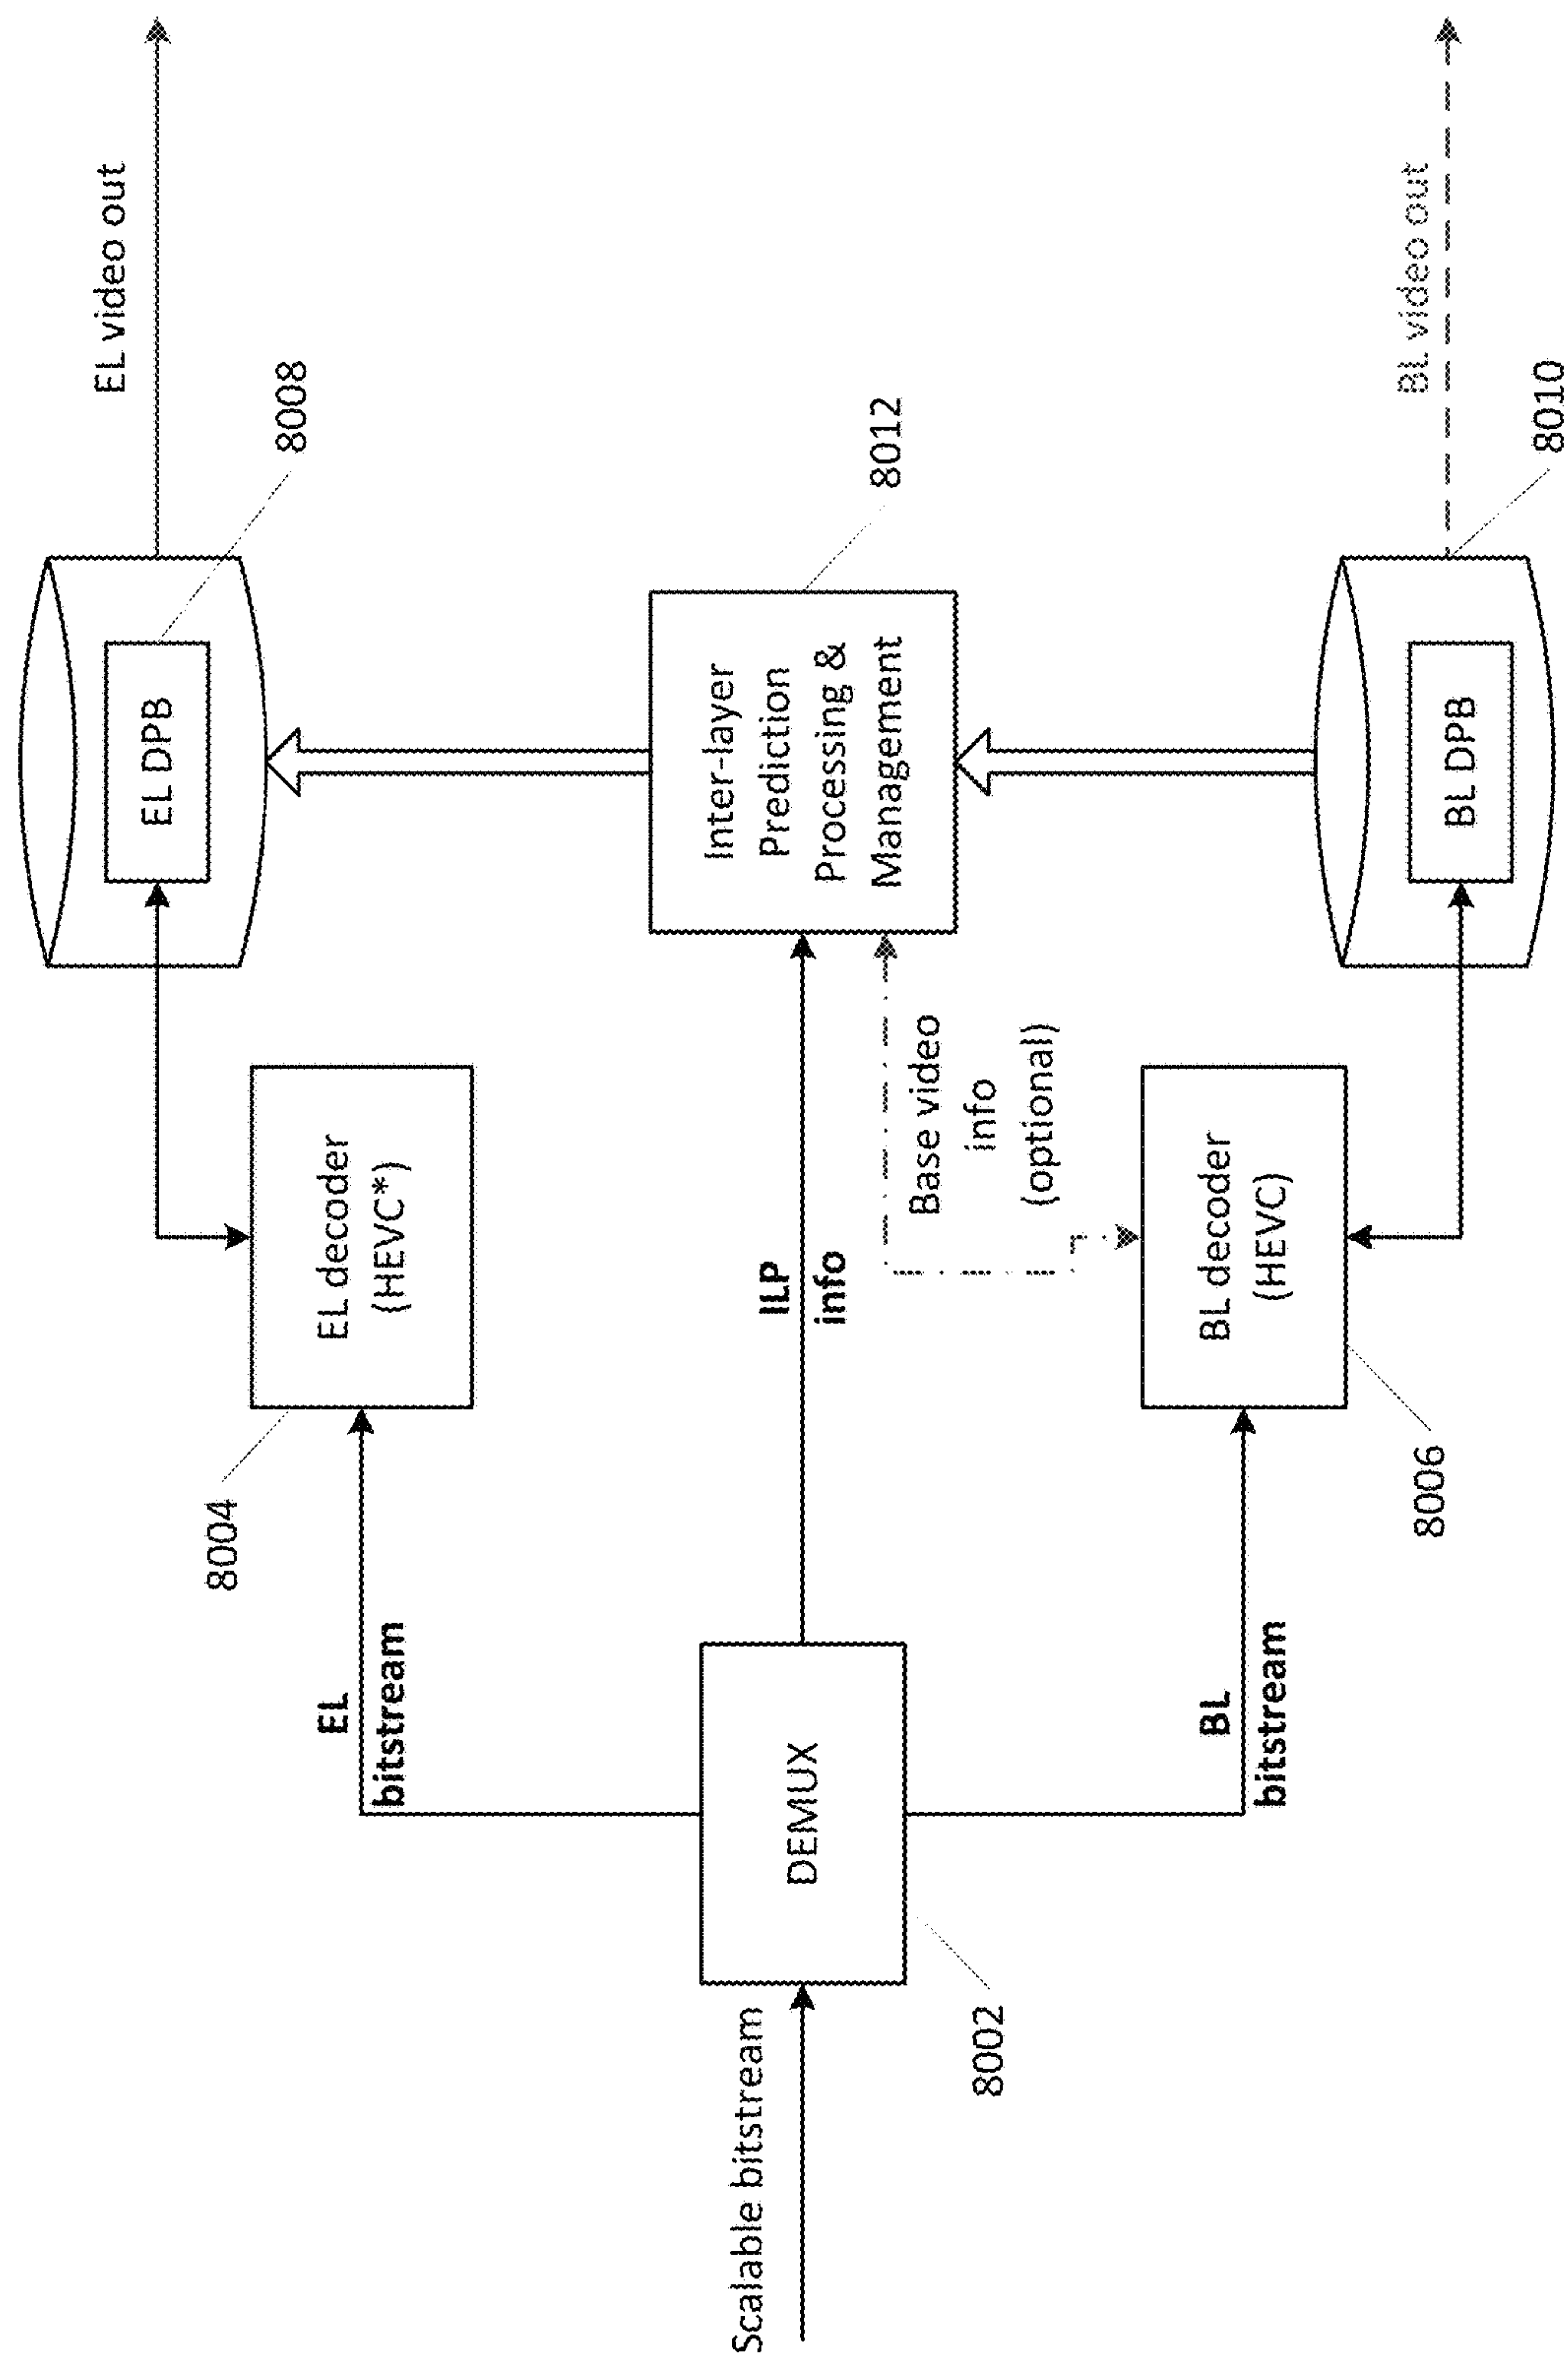 EL video out
8008
EL DPB
EL decoder
(HEVC*)
8004
EL
bitstream
Scalable bitstream
DEMUX
8002
ILP
info
Inter-layer
Prediction
Processing &
Management
8012
Base video
info
(optional)
BL
bitstream
BL decoder
(HEVC)
8006
BL DPB
8010
BL video out